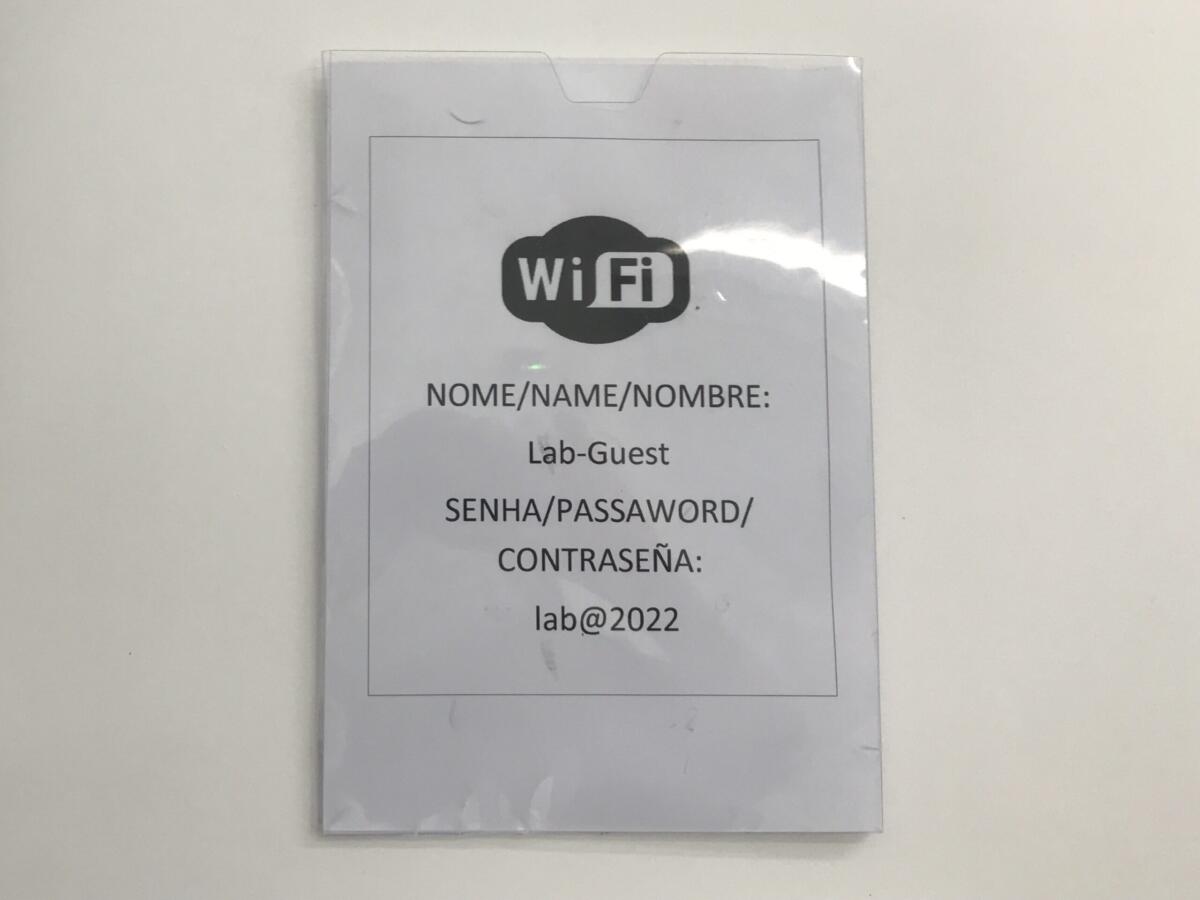 WiFi
NOME/NAME/NOMBRE:
Lab-Guest
SENHA/PASSAWORD/
CONTRASEÑA:
lab@2022